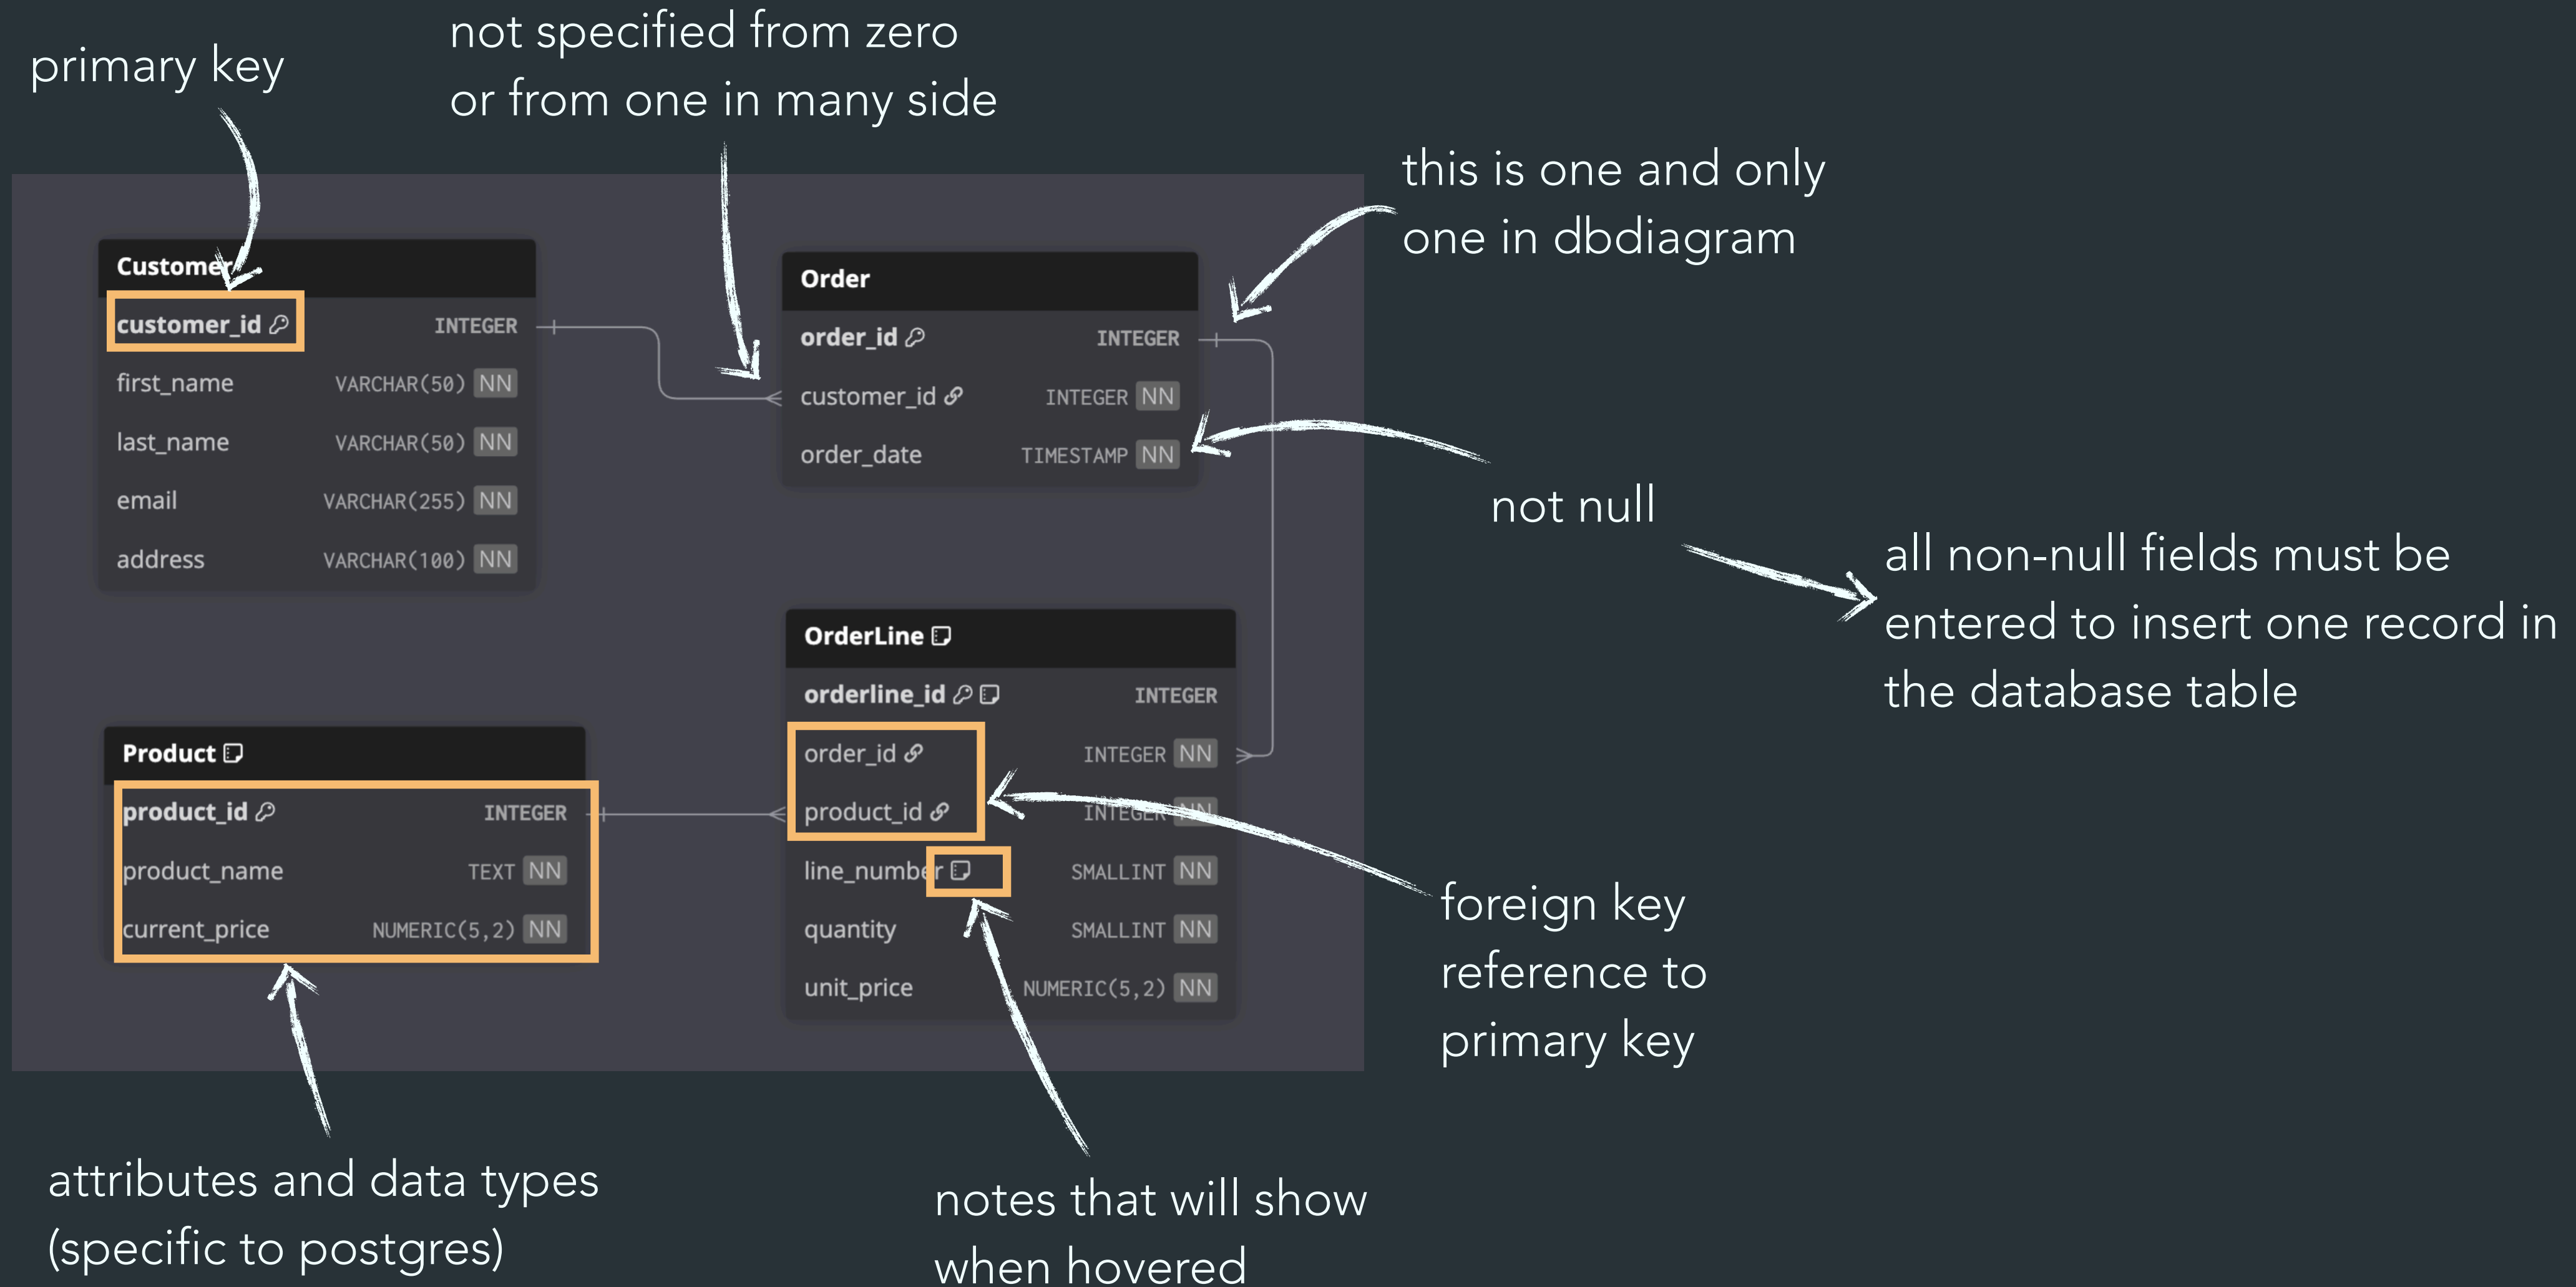 primary key
not specified from zero
or from one in many side
this is one and only
one in dbdiagram
Customer
customer_id INTEGER
first_name VARCHAR(50) NN
last_name VARCHAR(50) NN
email VARCHAR(255) NN
address VARCHAR(100) NN
Order
order_id INTEGER
customer_id INTEGER NN
order_date TIMESTAMP NN
not null
all non-null fields must be
entered to insert one record in
the database table
Product
product_id INTEGER
product_name TEXT NN
current_price NUMERIC(5,2) NN
OrderLine
orderline_id INTEGER
order_id INTEGER NN
product_id INTEGER NN
line_number SMALLINT NN
quantity SMALLINT NN
unit_price NUMERIC(5,2) NN
foreign key
reference to
primary key
attributes and data types
(specific to postgres)
notes that will show
when hovered